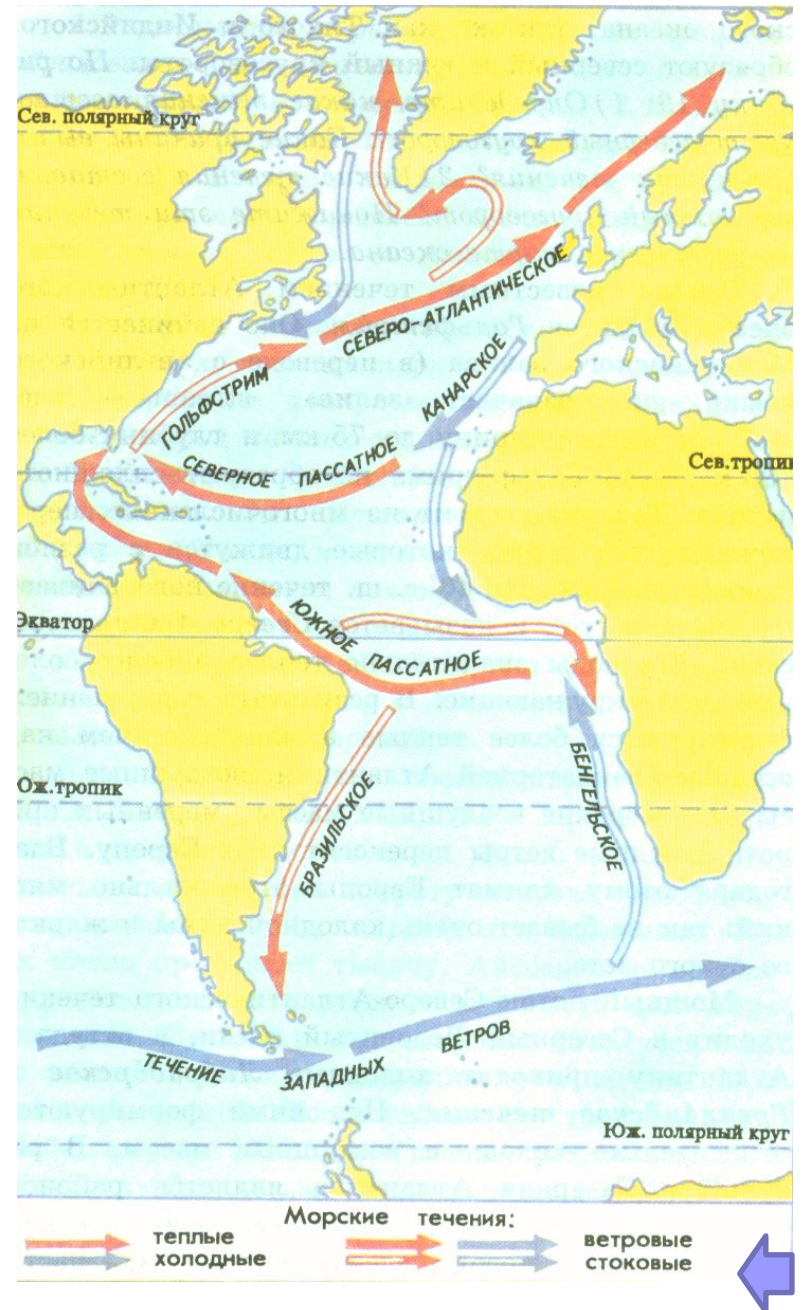 Сев. полярный круг
СЕВЕРО-АТЛАНТИЧЕСКОЕ
ГОЛЬФСТРИМ
КАНАРСКОЕ
СЕВЕРНОЕ ПАССАТНОЕ
Сев.тропик
Экватор
ЮЖНОЕ ПАССАТНОЕ
Ож.тропик
БРАЗИЛЬСКОЕ
БЕНГЕЛЬСКОЕ
ТЕЧЕНИЕ ЗАПАДНЫХ ВЕТРОВ
Юж. полярный круг
Морские течения:
теплые
холодные
ветровые
стоковые